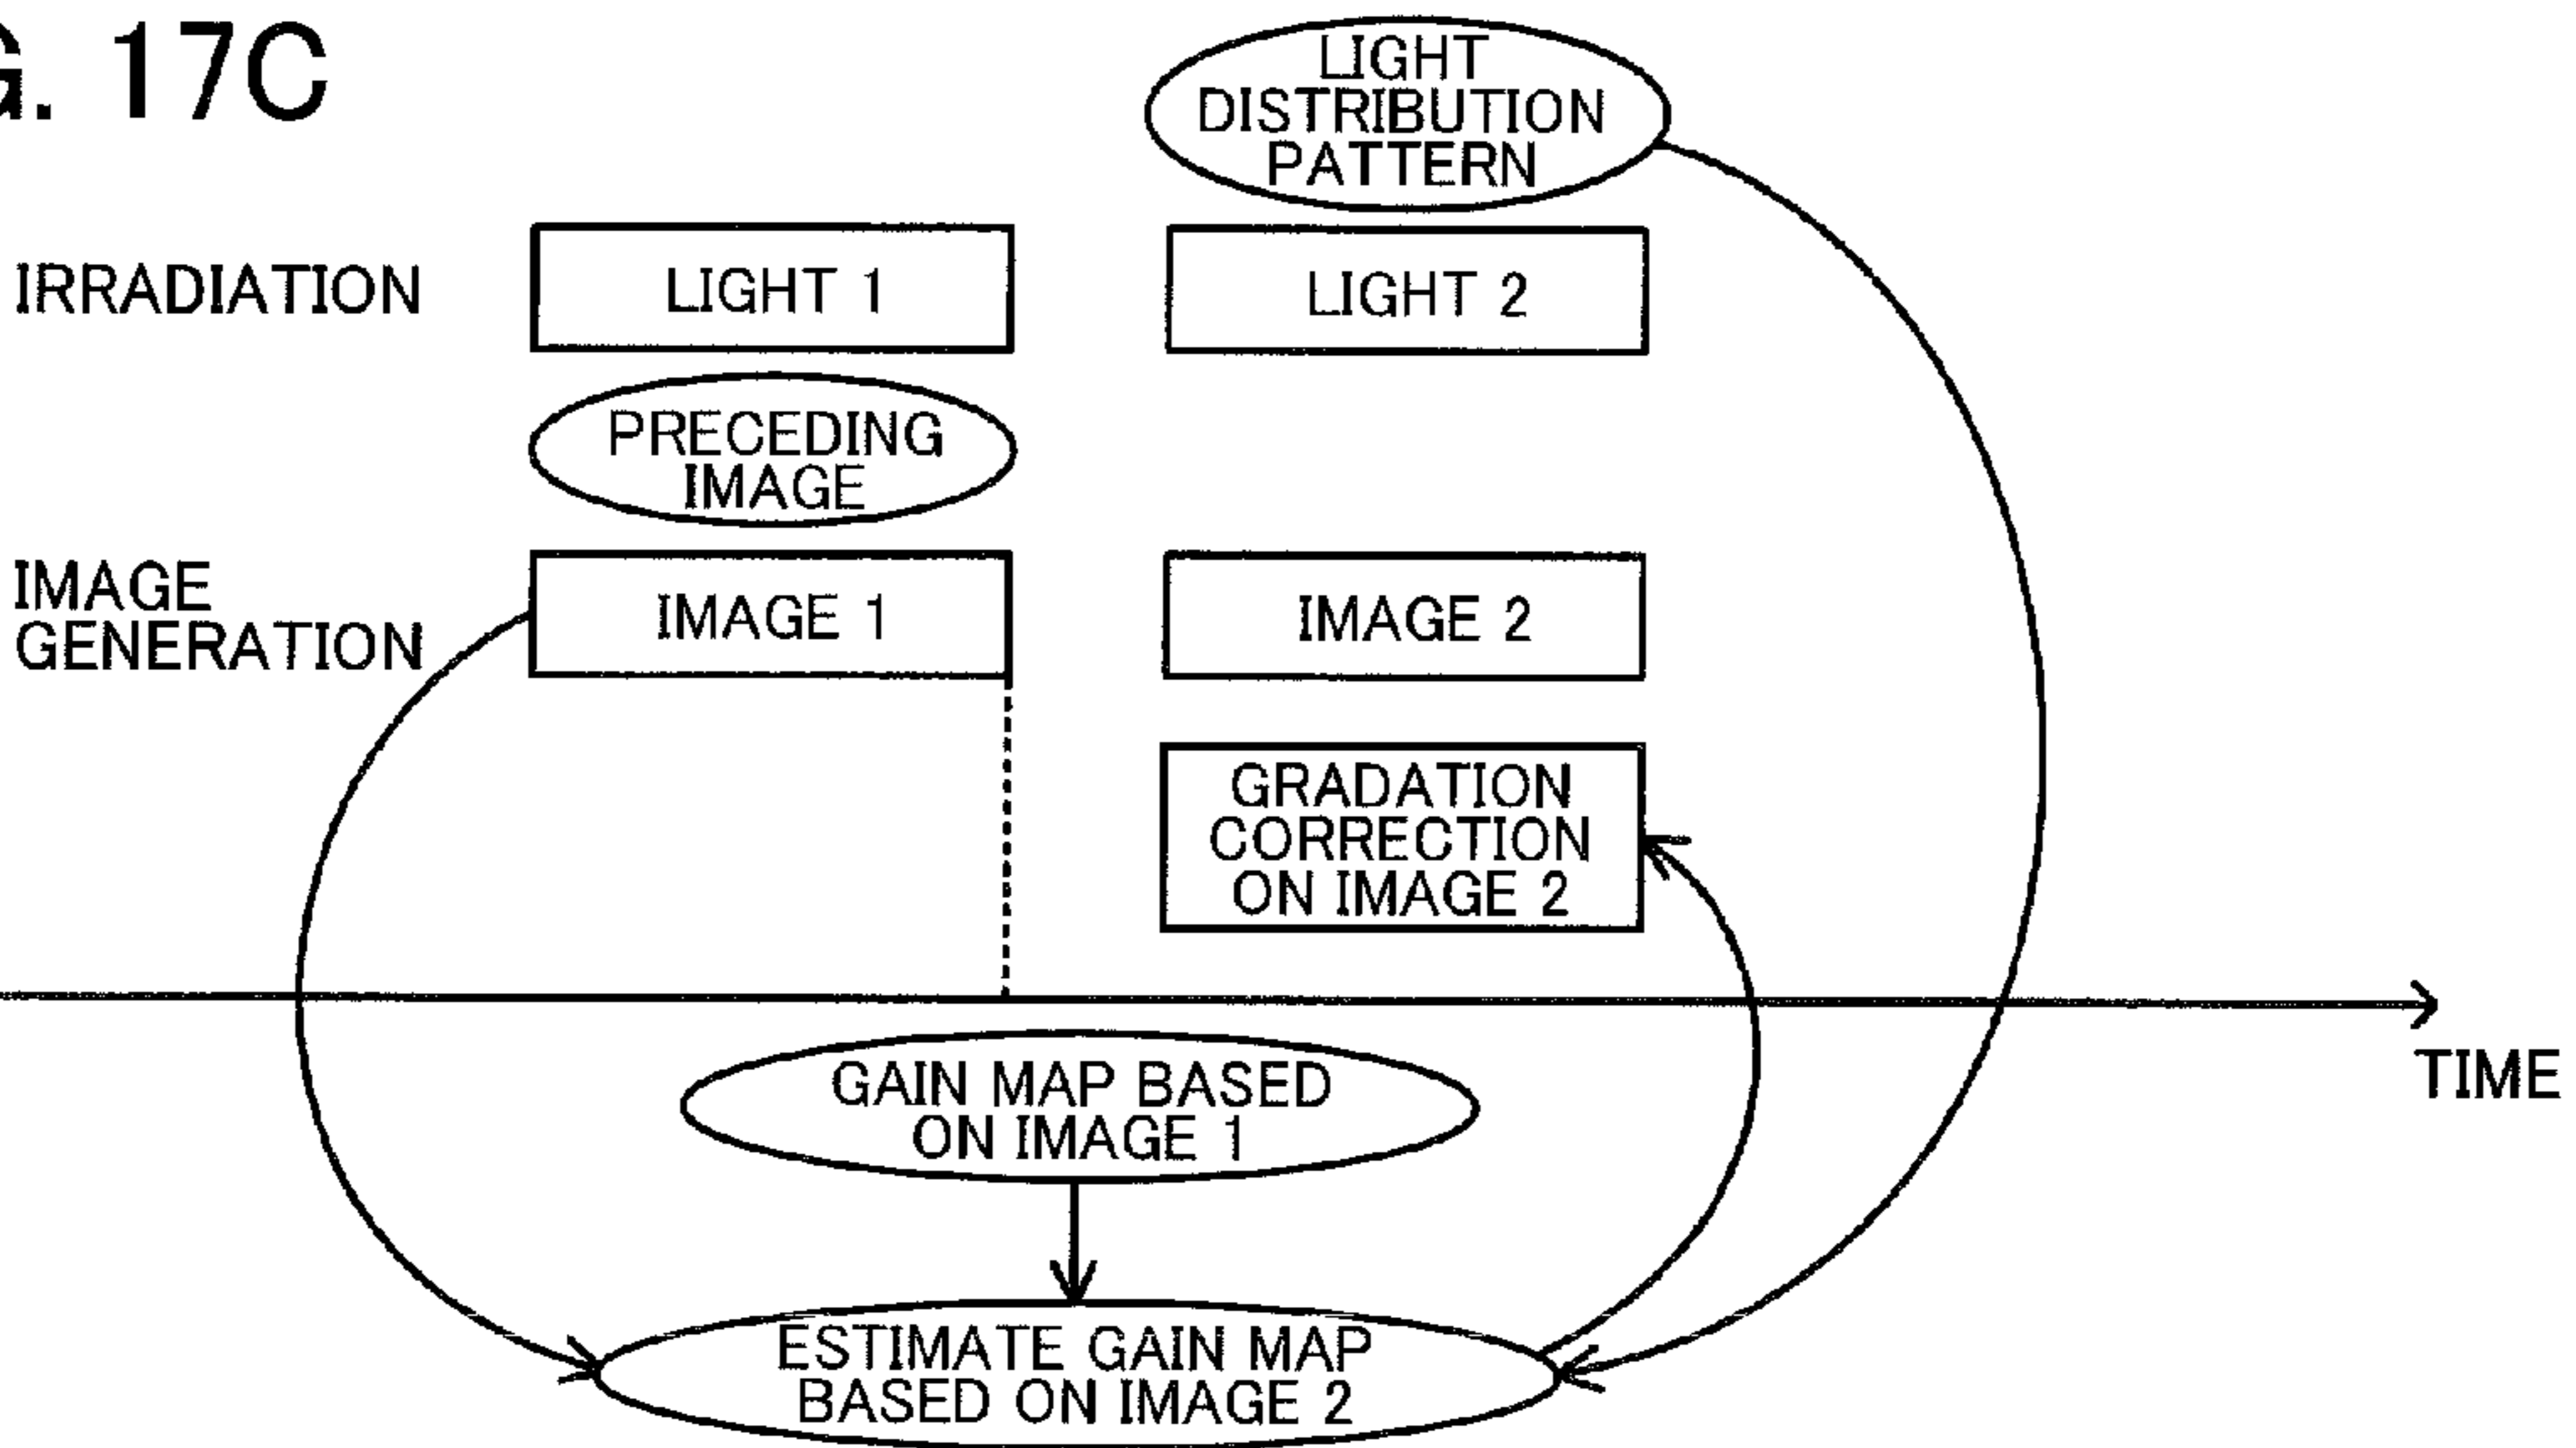 G. 17C
LIGHT
DISTRIBUTION
PATTERN
IRRADIATION
LIGHT 1
LIGHT 2
PRECEDING
IMAGE
IMAGE
GENERATION
IMAGE 1
IMAGE 2
GRADATION
CORRECTION
ON IMAGE 2
TIME
GAIN MAP BASED
ON IMAGE 1
ESTIMATE GAIN MAP
BASED ON IMAGE 2